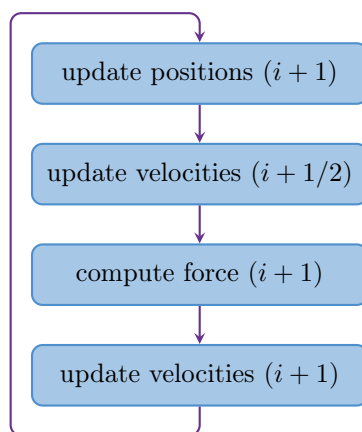 update positions (i + 1)
update velocities (i + 1/2)
compute force (i + 1)
update velocities (i + 1)